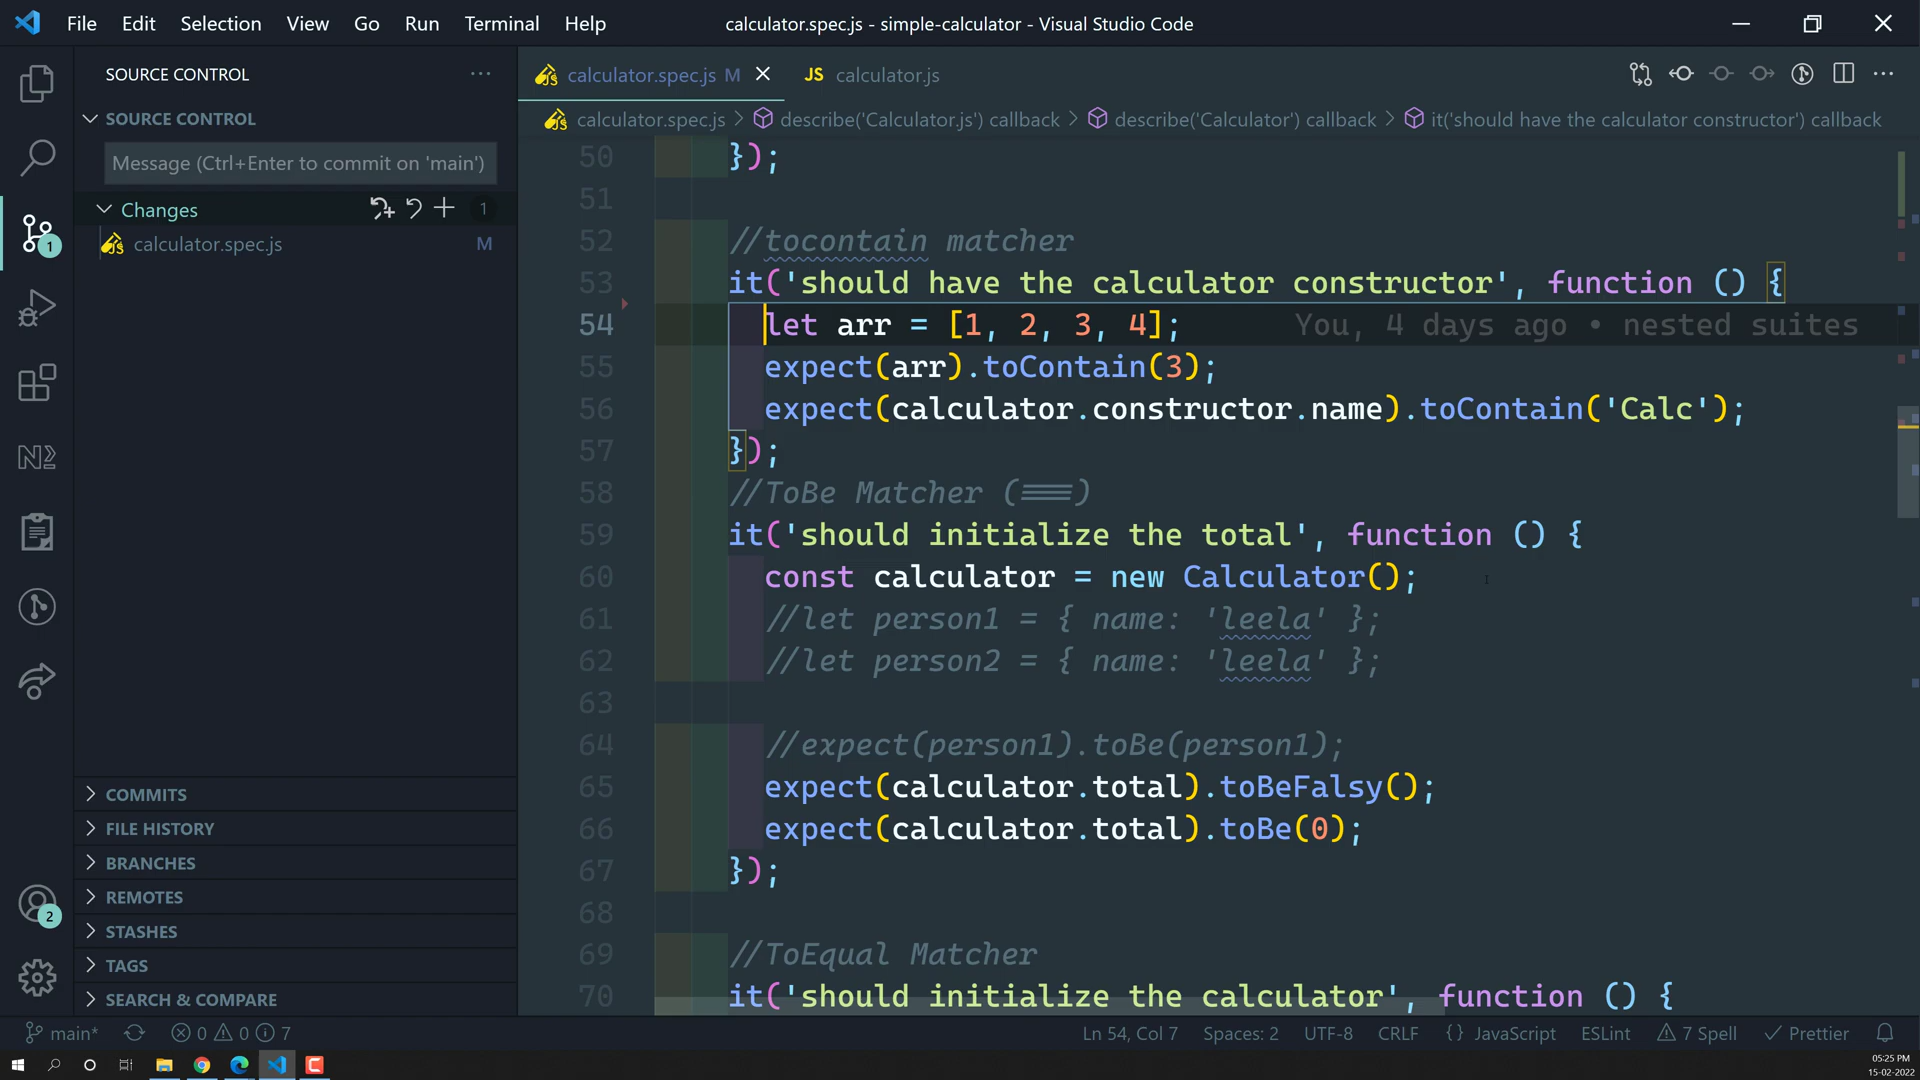 File Edit Selection View Go Run Terminal Help
calculator.spec.js - simple-calculator - Visual Studio Code
SOURCE CONTROL
SOURCE CONTROL
Message (Ctrl+Enter to commit on 'main')
Changes 1
calculator.spec.js M
COMMITS
FILE HISTORY
BRANCHES
REMOTES
STASHES
TAGS
SEARCH & COMPARE
1
2
calculator.spec.js M
JS calculator.js
calculator.spec.js > describe('Calculator.js') callback > describe('Calculator') callback > it('should have the calculator constructor') callback
50 });
51
52 //tocontain matcher
53 it('should have the calculator constructor', function () {
54 let arr = [1, 2, 3, 4]; You, 4 days ago • nested suites
55 expect(arr).toContain(3);
56 expect(calculator.constructor.name).toContain('Calc');
57 });
58 //ToBe Matcher (===)
59 it('should initialize the total', function () {
60 const calculator = new Calculator();
61 //let person1 = { name: 'leela' };
62 //let person2 = { name: 'leela' };
63
64 //expect(person1).toBe(person1);
65 expect(calculator.total).toBeFalsy();
66 expect(calculator.total).toBe(0);
67 });
68
69 //ToEqual Matcher
70 it('should initialize the calculator', function () {
main* 0 0 7 Ln 54, Col 7 Spaces: 2 UTF-8 CRLF {} JavaScript ESLint 7 Spell Prettier
05:25 PM
15-02-2022